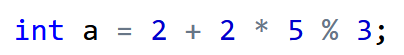 int a = 2 + 2 * 5 % 3;